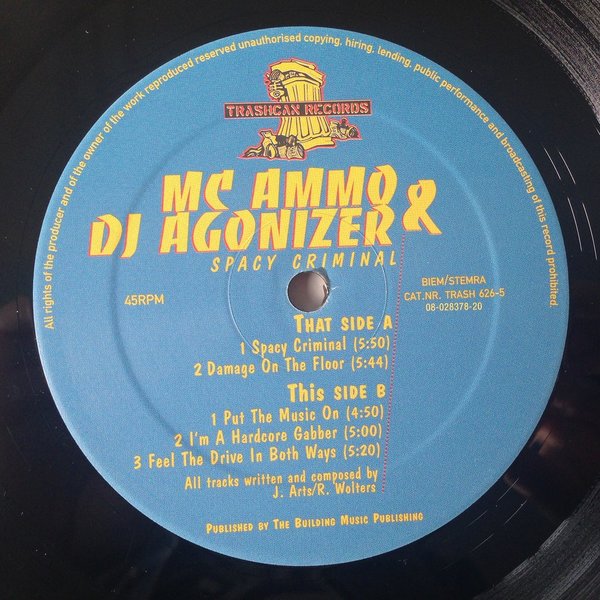 All rights of the producer and of the owner of the work reproduced reserved unauthorised copying, hiring, lending, public performance and broadcasting of this record prohibited.
TRASHCAN RECORDS
MC AMMO &
DJ AGONIZER
SPACY CRIMINAL
45RPM
BIEM/STEMRA
CAT.NR. TRASH 626-5
08-028378-20
THAT SIDE A
1 Spacy Criminal (5:50)
2 Damage On The Floor (5:44)
THIS SIDE B
1 Put The Music On (4:50)
2 I'm A Hardcore Gabber (5:00)
3 Feel The Drive In Both Ways (5:20)
All tracks written and composed by
J. Arts/R. Wolters
PUBLISHED BY THE BUILDING MUSIC PUBLISHING